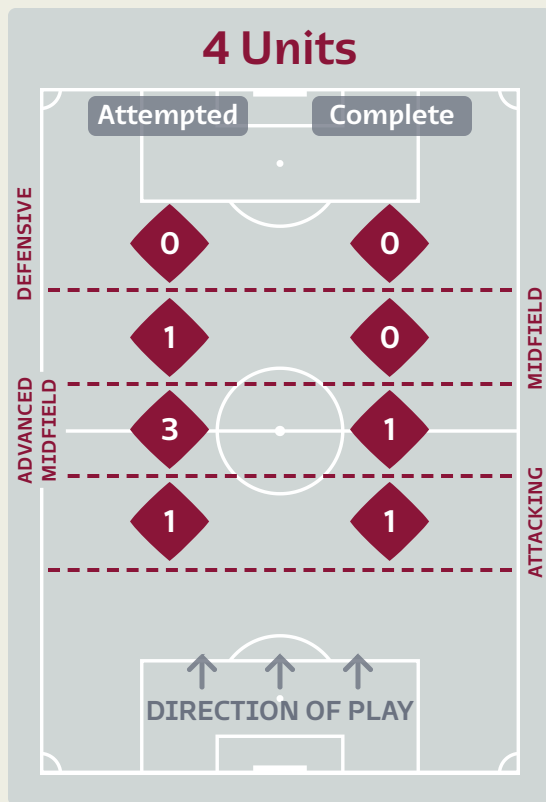 4 Units
Attempted Complete
DEFENSIVE
0 0
1 0
MIDFIELD
ADVANCED
MIDFIELD
3 1
1 1
ATTACKING
DIRECTION OF PLAY